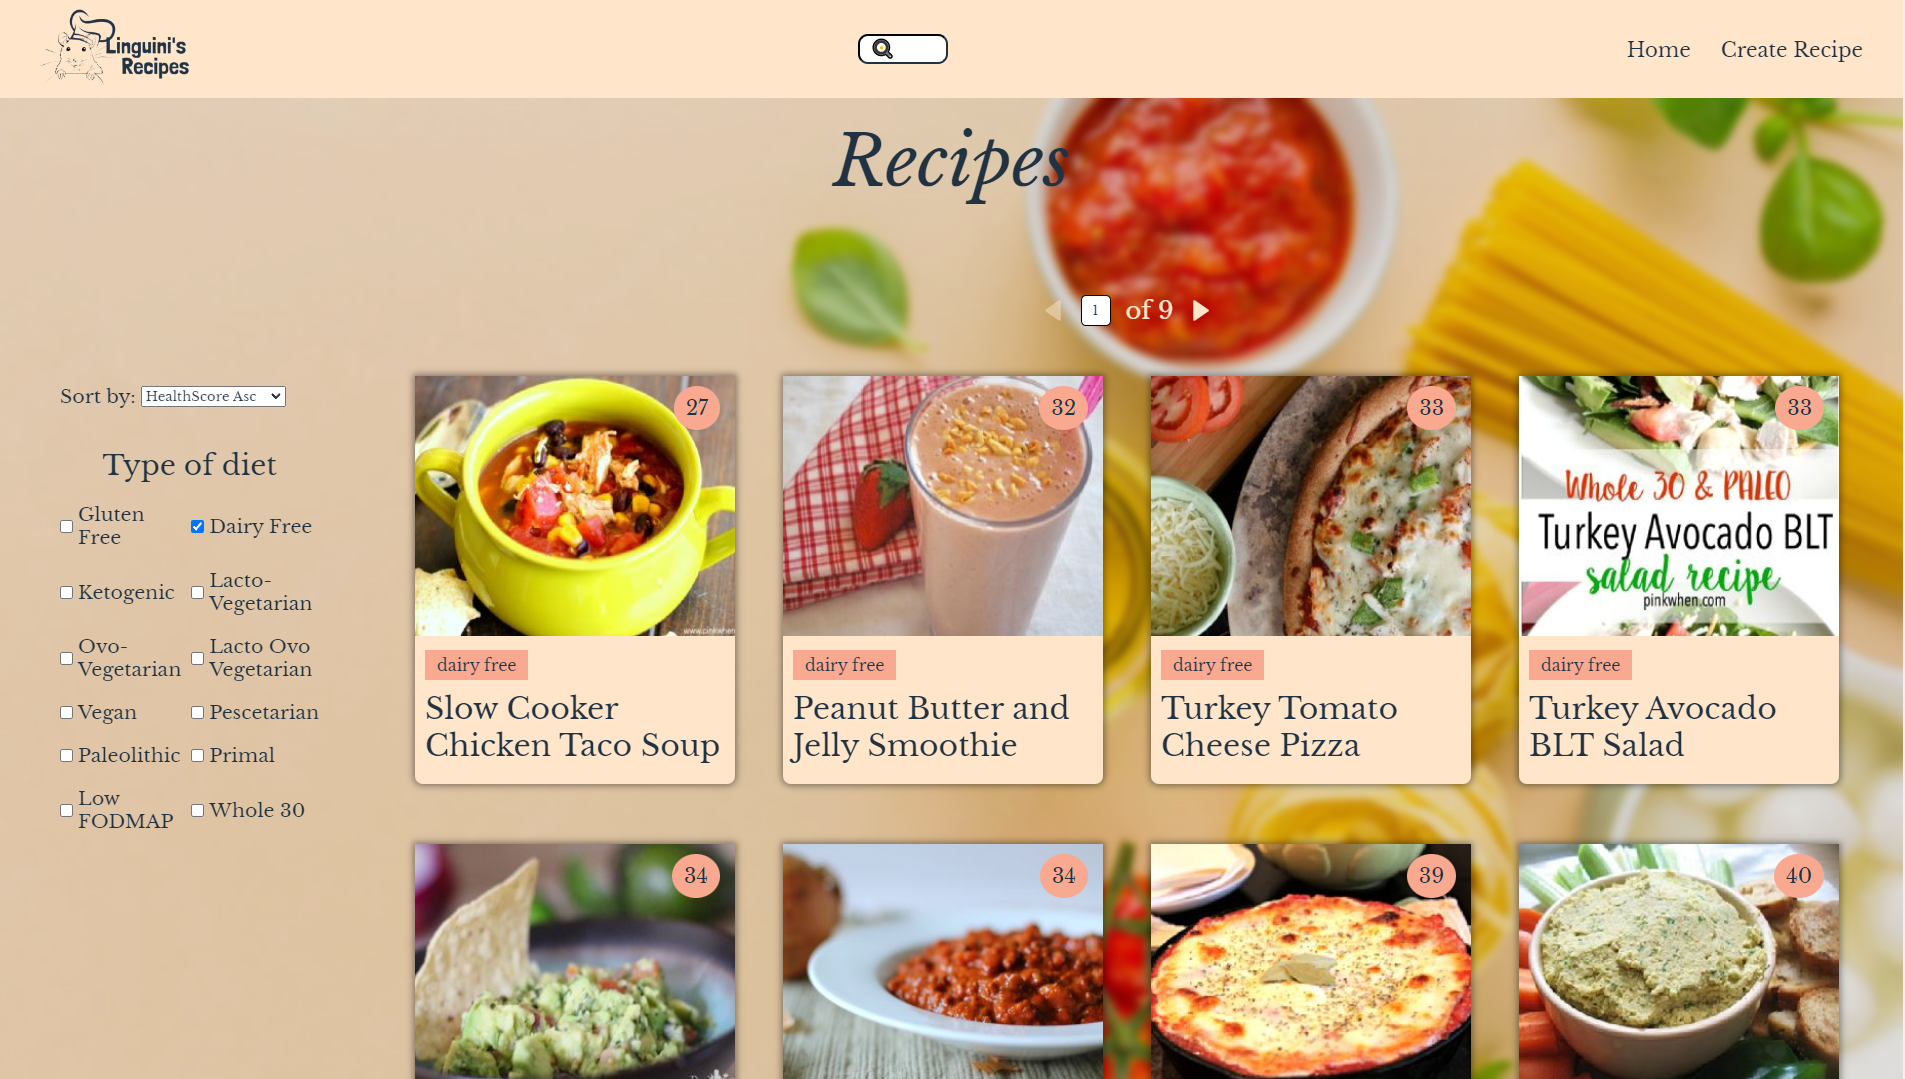 Linguini's
Recipes
Home
Create Recipe
Recipes
1
of 9
Sort by:
HealthScore Asc
Type of diet
Gluten
Free
Dairy Free
Ketogenic
Lacto-
Vegetarian
Ovo-
Vegetarian
Lacto Ovo
Vegetarian
Vegan
Pescetarian
Paleolithic
Primal
Low
FODMAP
Whole 30
27
www.pinkwhen
dairy free
Slow Cooker
Chicken Taco Soup
32
dairy free
Peanut Butter and
Jelly Smoothie
33
dairy free
Turkey Tomato
Cheese Pizza
33
Whole 30 & PALEO
Turkey Avocado BLT
salad recipe
pinkwhen.com
dairy free
Turkey Avocado
BLT Salad
34
34
39
40